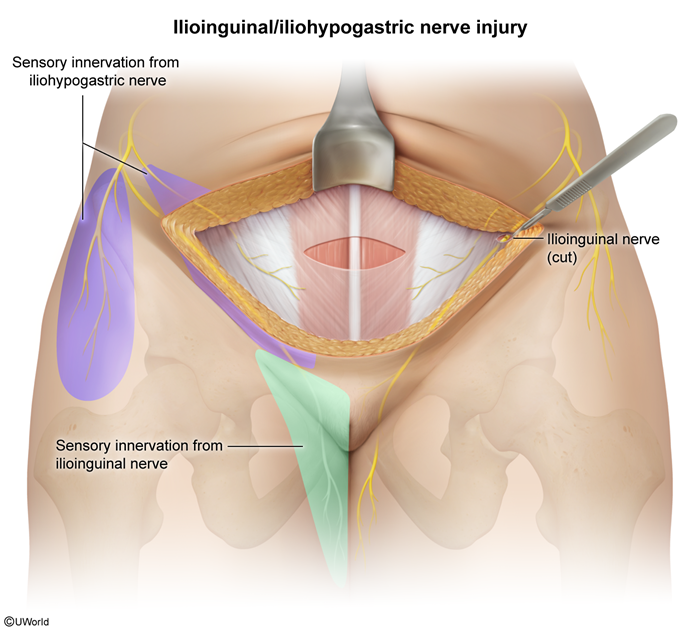 Ilioinguinal/iliohypogastric nerve injury
Sensory innervation from
iliohypogastric nerve
Ilioinguinal nerve
(cut)
Sensory innervation from
ilioinguinal nerve
©UWorld